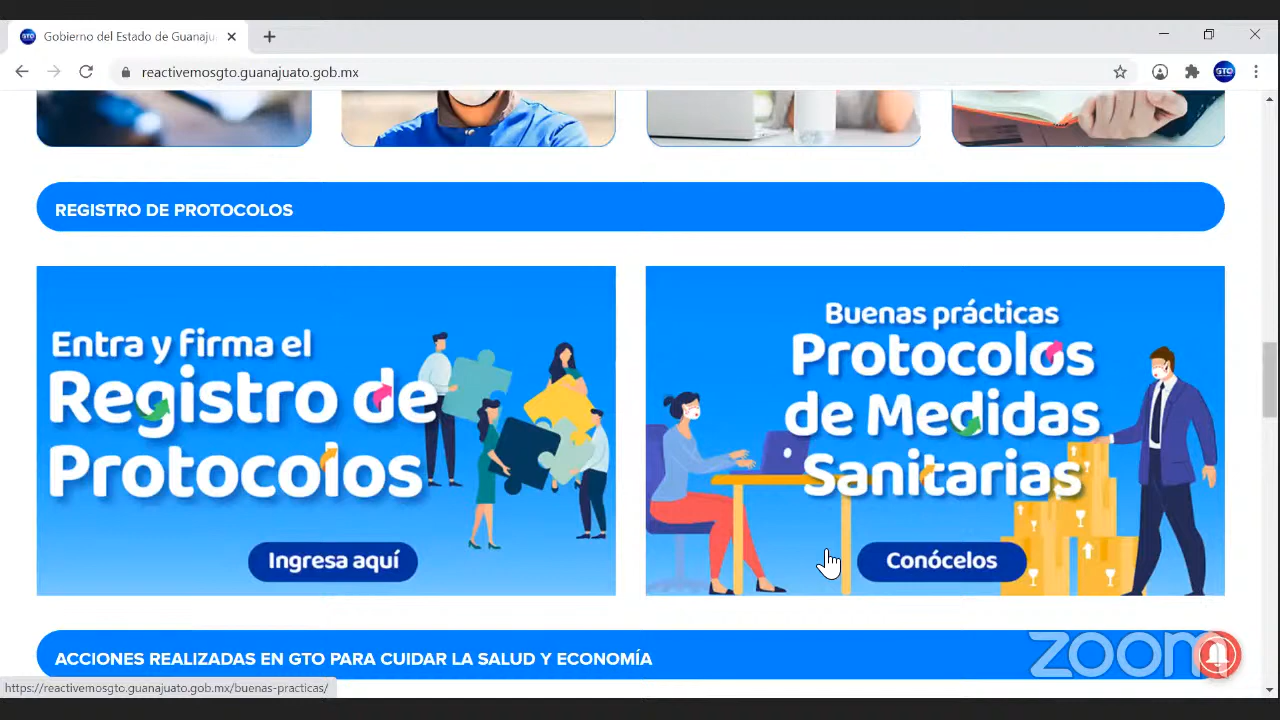 GTO
Gobierno del Estado de Guanaju
reactivemosgto.guanajuato.gob.mx
GTO
REGISTRO DE PROTOCOLOS
Entra y firma el
Registro de
Protocolos
Ingresa aquí
Buenas prácticas
Protocolos
de Medidas
Sanitarias
Conócelos
ACCIONES REALIZADAS EN GTO PARA CUIDAR LA SALUD Y ECONOMÍA
zoom
https://reactivemosgto.guanajuato.gob.mx/buenas-practicas/